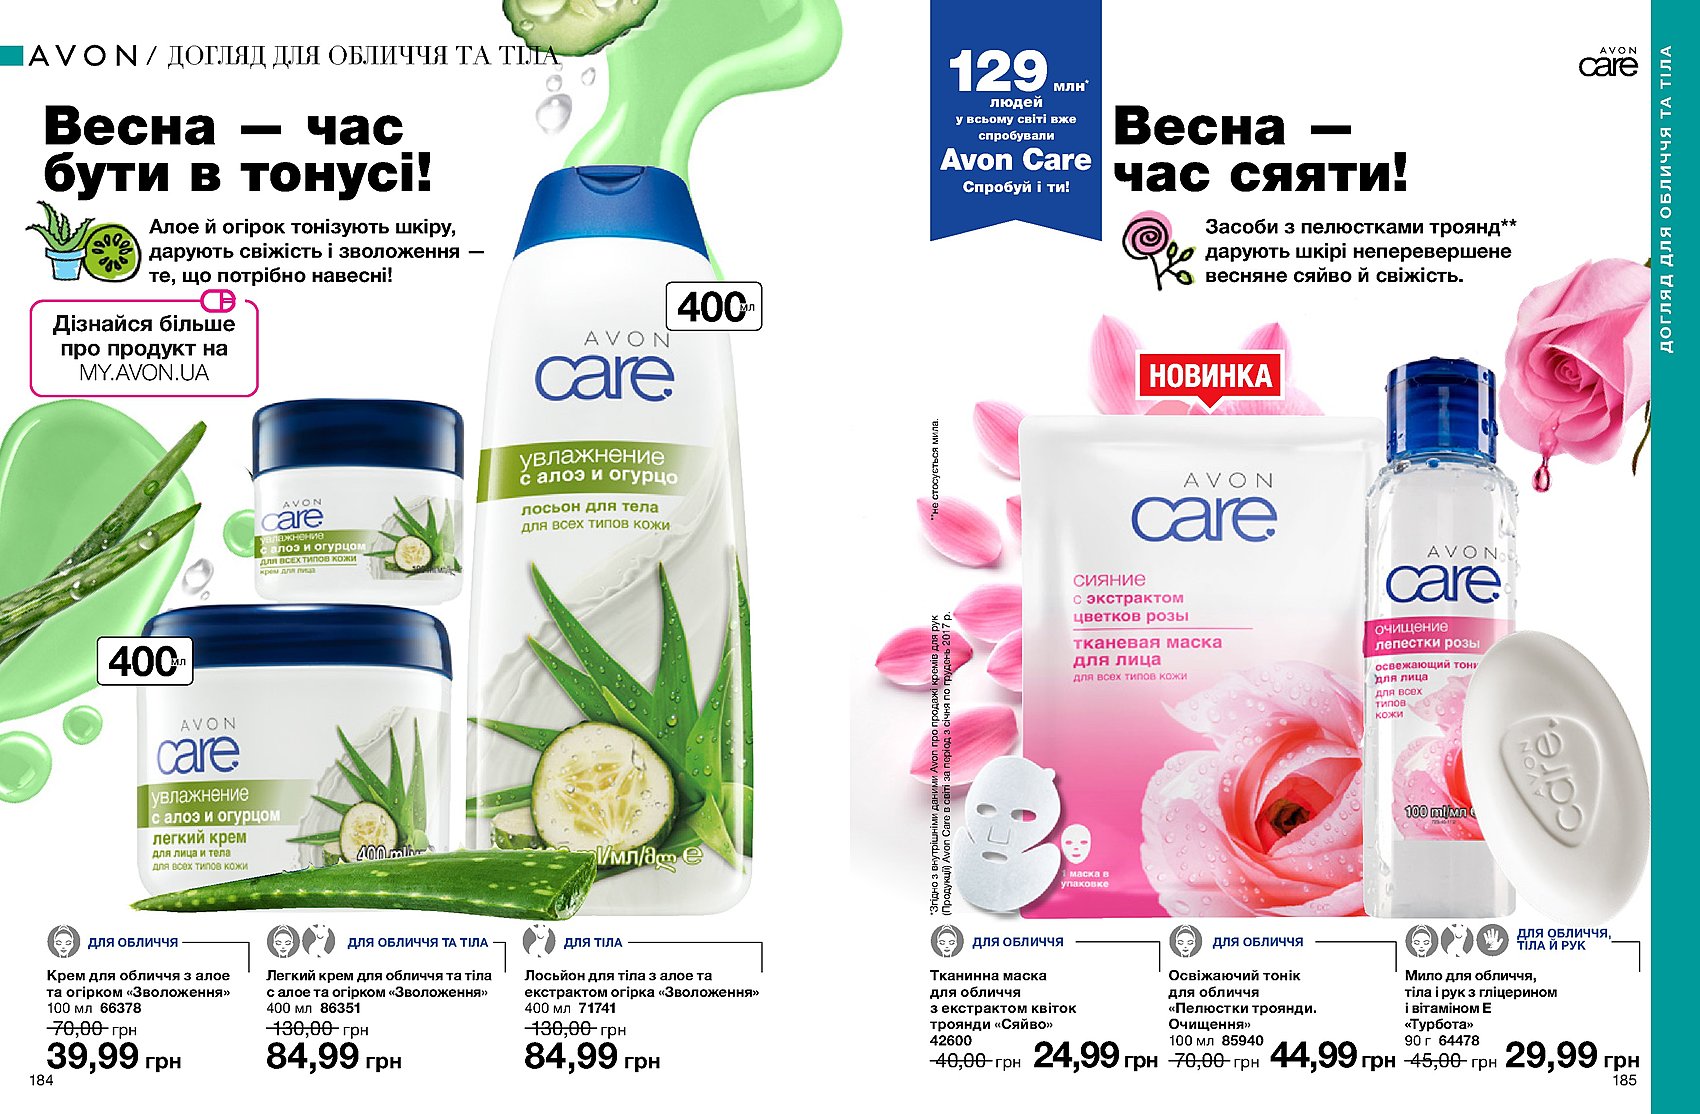 AVON / ДОГЛЯД ДЛЯ ОБЛИЧЧЯ ТА ТІЛА
Весна — час
бути в тонусі!
Алое й огірок тонізують шкіру,
дарують свіжість і зволоження —
те, що потрібно навесні!
Дізнайся більше
про продукт на
MY.AVON.UA
400 мл
AVON
care
увлажнение
с алоэ и огурцо
лосьон для тела
для всех типов кожи
AVON
care
увлажнение
с алоэ и огурцом
для всех типов кожи
крем для лица
400 мл
AVON
care
увлажнение
с алоэ и огурцом
легкий крем
для лица и тела
для всех типов кожи
400 ml
ml/мл/მლ e
ДЛЯ ОБЛИЧЧЯ
Крем для обличчя з алое
та огірком «Зволоження»
100 мл 66378
70,00 грн
39,99 грн
ДЛЯ ОБЛИЧЧЯ ТА ТІЛА
Легкий крем для обличчя та тіла
с алое та огірком «Зволоження»
400 мл 86351
130,00 грн
84,99 грн
ДЛЯ ТІЛА
Лосьйон для тіла з алое та
екстрактом огірка «Зволоження»
400 мл 71741
130,00 грн
84,99 грн
184
129 млн*
людей
у всьому світі вже
спробували
Avon Care
Спробуй і ти!
Весна —
час сяяти!
AVON
care
ДОГЛЯД ДЛЯ ОБЛИЧЧЯ ТА ТІЛА
Засоби з пелюстками троянд**
дарують шкірі неперевершене
весняне сяйво й свіжість.
НОВИНКА
**не стосується мила.
*Згідно з внутрішніми даними Avon про продажі кремів для рук
(Продукції) Avon Care в світі за період з січня по грудень 2017 р.
AVON
care
сияние
с экстрактом
цветков розы
тканевая маска
для лица
для всех типов кожи
1 маска в
упаковке
AVON
care
очищение
лепестки розы
освежающий тони
для лица
для всех
типов
кожи
100 ml/мл e
AVON
care
ДЛЯ ОБЛИЧЧЯ
Тканинна маска
для обличчя
з екстрактом квіток
троянди «Сяйво»
42600
40,00 грн 24,99 грн
ДЛЯ ОБЛИЧЧЯ
Освіжаючий тонік
для обличчя
«Пелюстки троянди.
Очищення»
100 мл 85940
70,00 грн 44,99 грн
ДЛЯ ОБЛИЧЧЯ,
ТІЛА Й РУК
Мило для обличчя,
тіла і рук з гліцерином
і вітаміном Е
«Турбота»
90 г 64478
45,00 грн 29,99 грн
185